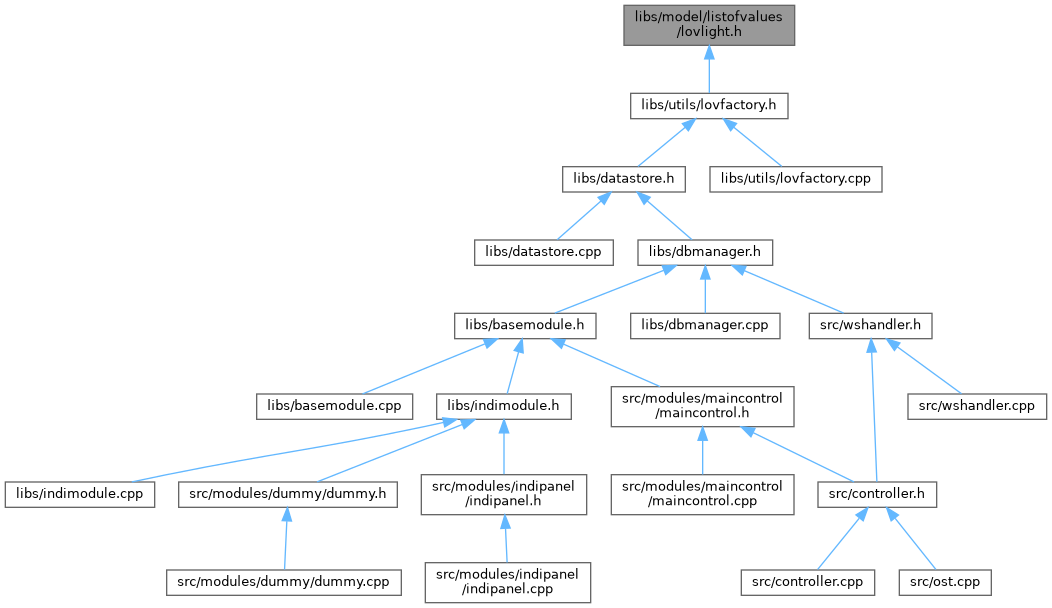 libs/model/listofvalues
/lovlight.h
libs/utils/lovfactory.h
libs/datastore.h
libs/utils/lovfactory.cpp
libs/datastore.cpp
libs/dbmanager.h
libs/basemodule.h
libs/dbmanager.cpp
src/wshandler.h
libs/basemodule.cpp
libs/indimodule.h
src/modules/maincontrol
/maincontrol.h
src/wshandler.cpp
libs/indimodule.cpp
src/modules/dummy/dummy.h
src/modules/indipanel
/indipanel.h
src/modules/maincontrol
/maincontrol.cpp
src/controller.h
src/modules/dummy/dummy.cpp
src/modules/indipanel
/indipanel.cpp
src/controller.cpp
src/ost.cpp